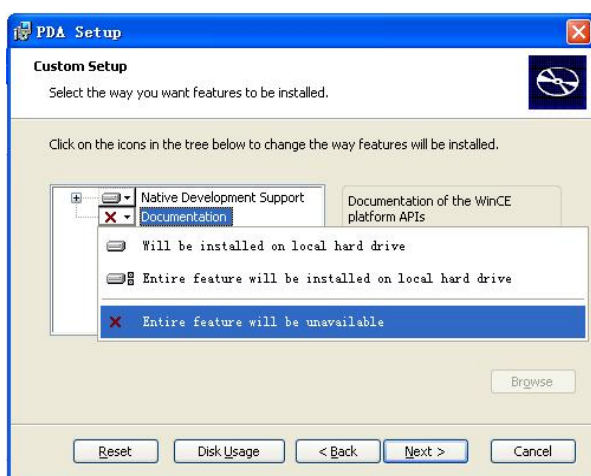 PDA Setup
Custom Setup
Select the way you want features to be installed.
Click on the icons in the tree below to change the way features will be installed.
Native Development Support
Documentation
Documentation of the WinCE
platform APIs
Will be installed on local hard drive
Entire feature will be installed on local hard drive
Entire feature will be unavailable
Browse
Reset
Disk Usage
< Back
Next >
Cancel